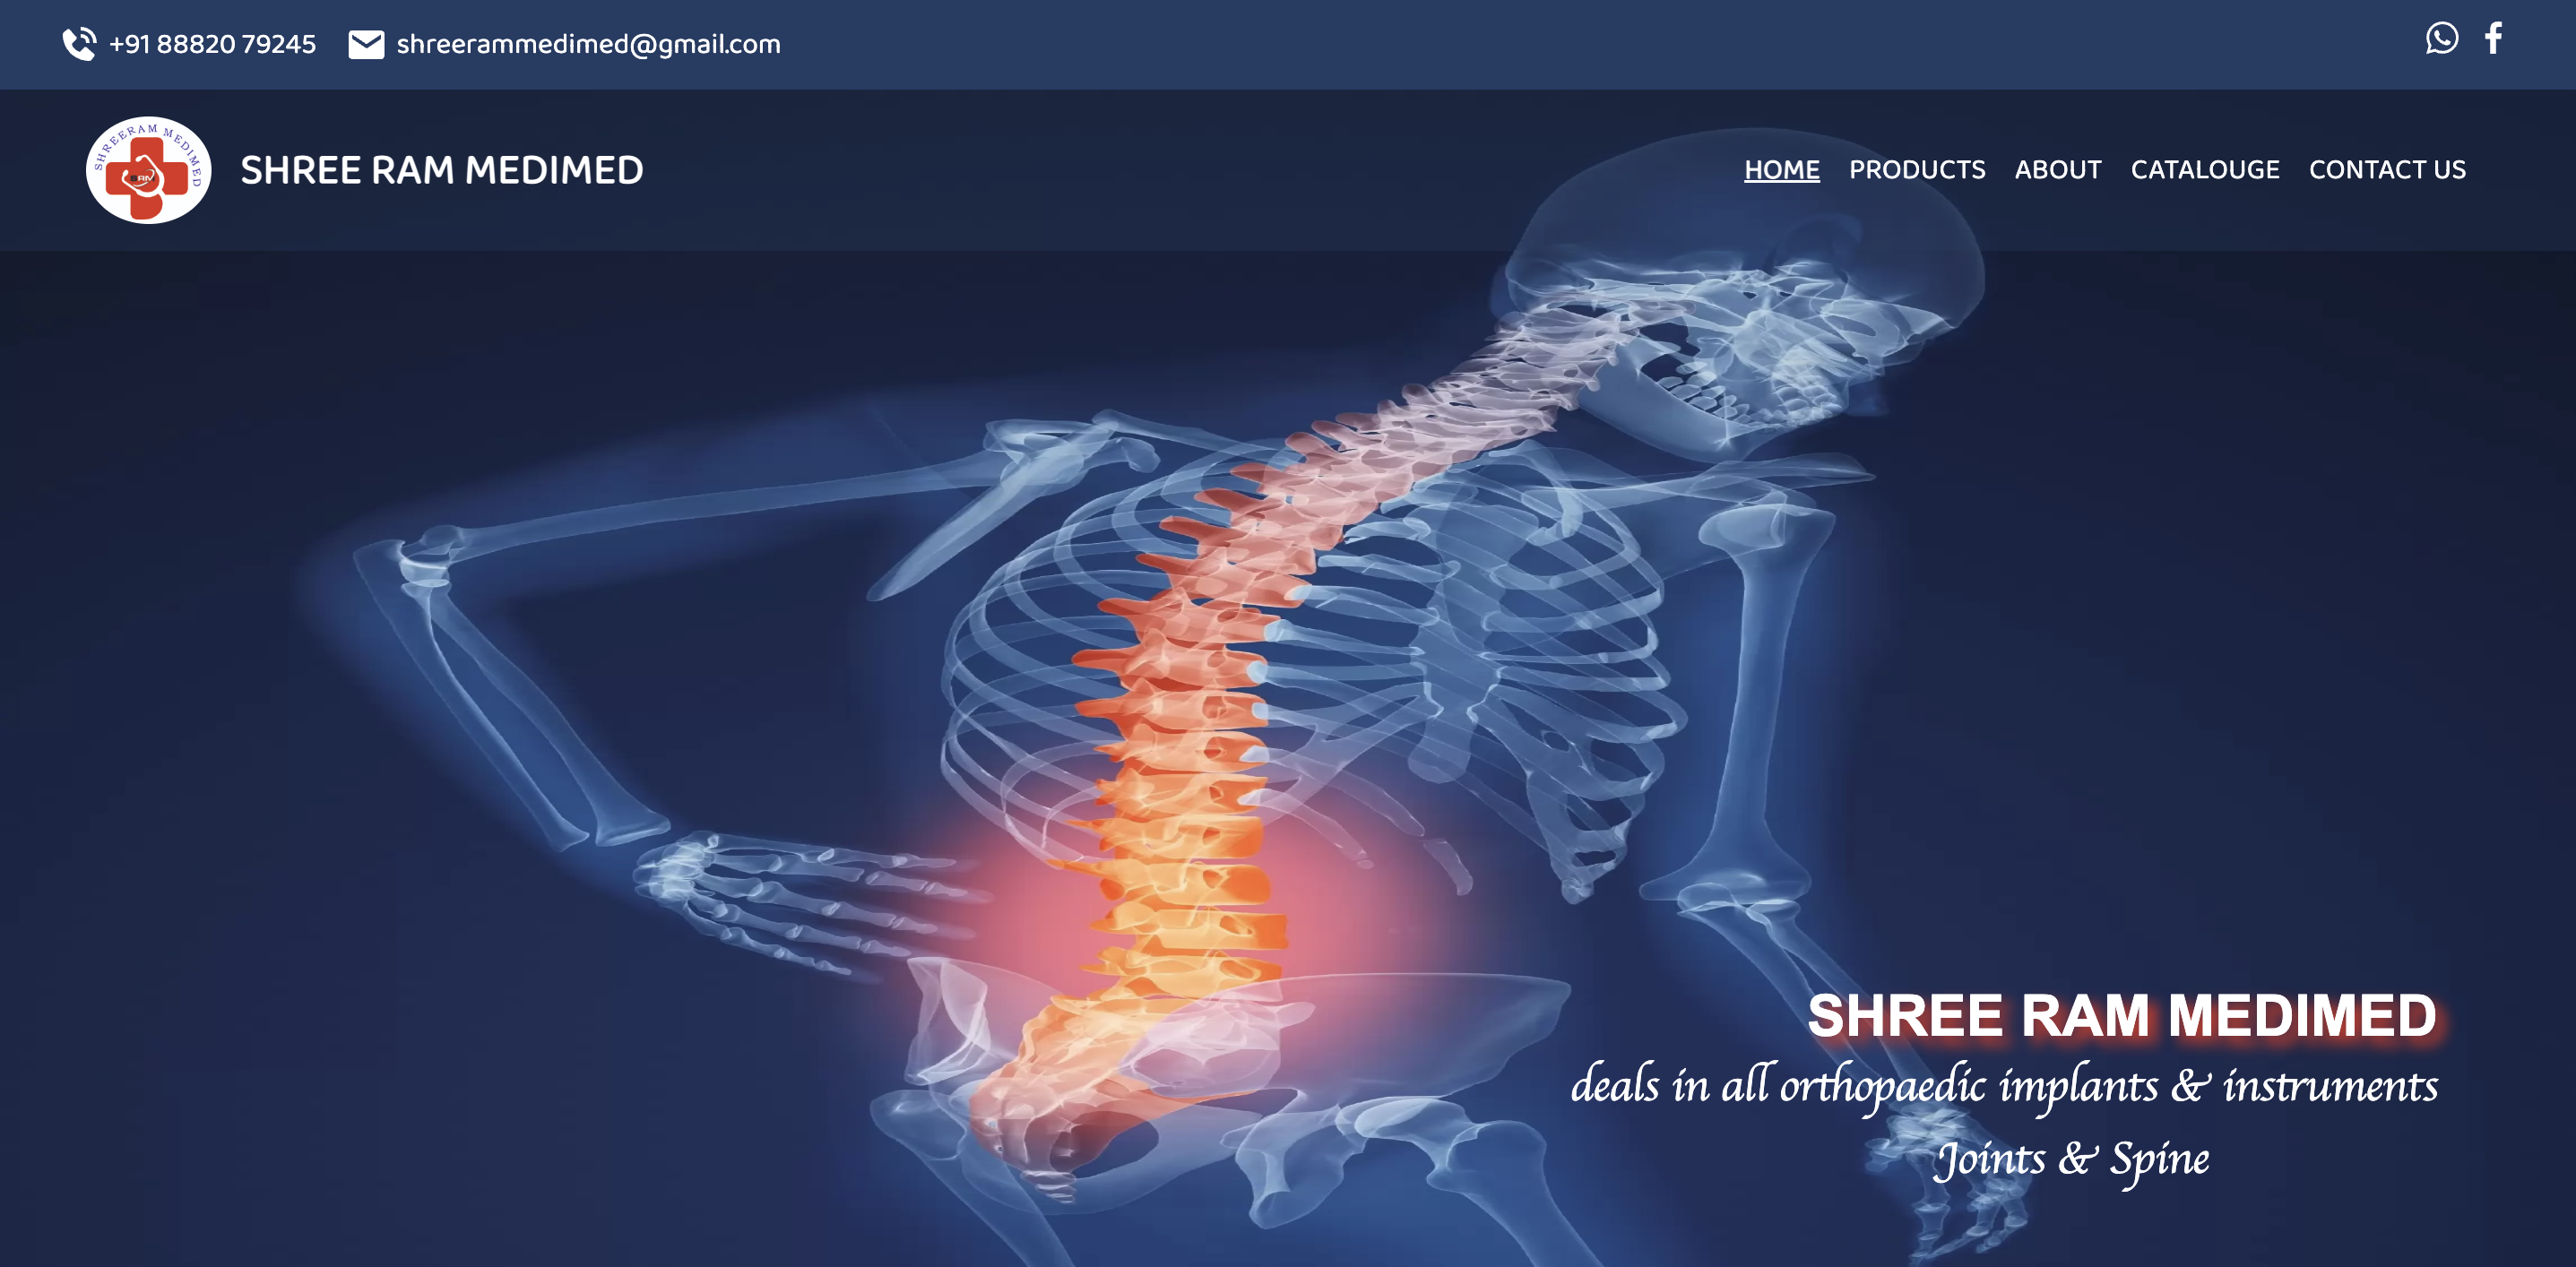 +91 88820 79245 shreerammedimed@gmail.com
SHREERAM MEDIMED
SRM
SHREE RAM MEDIMED
HOME PRODUCTS ABOUT CATALOUGE CONTACT US
SHREE RAM MEDIMED
deals in all orthopaedic implants & instruments
Joints & Spine